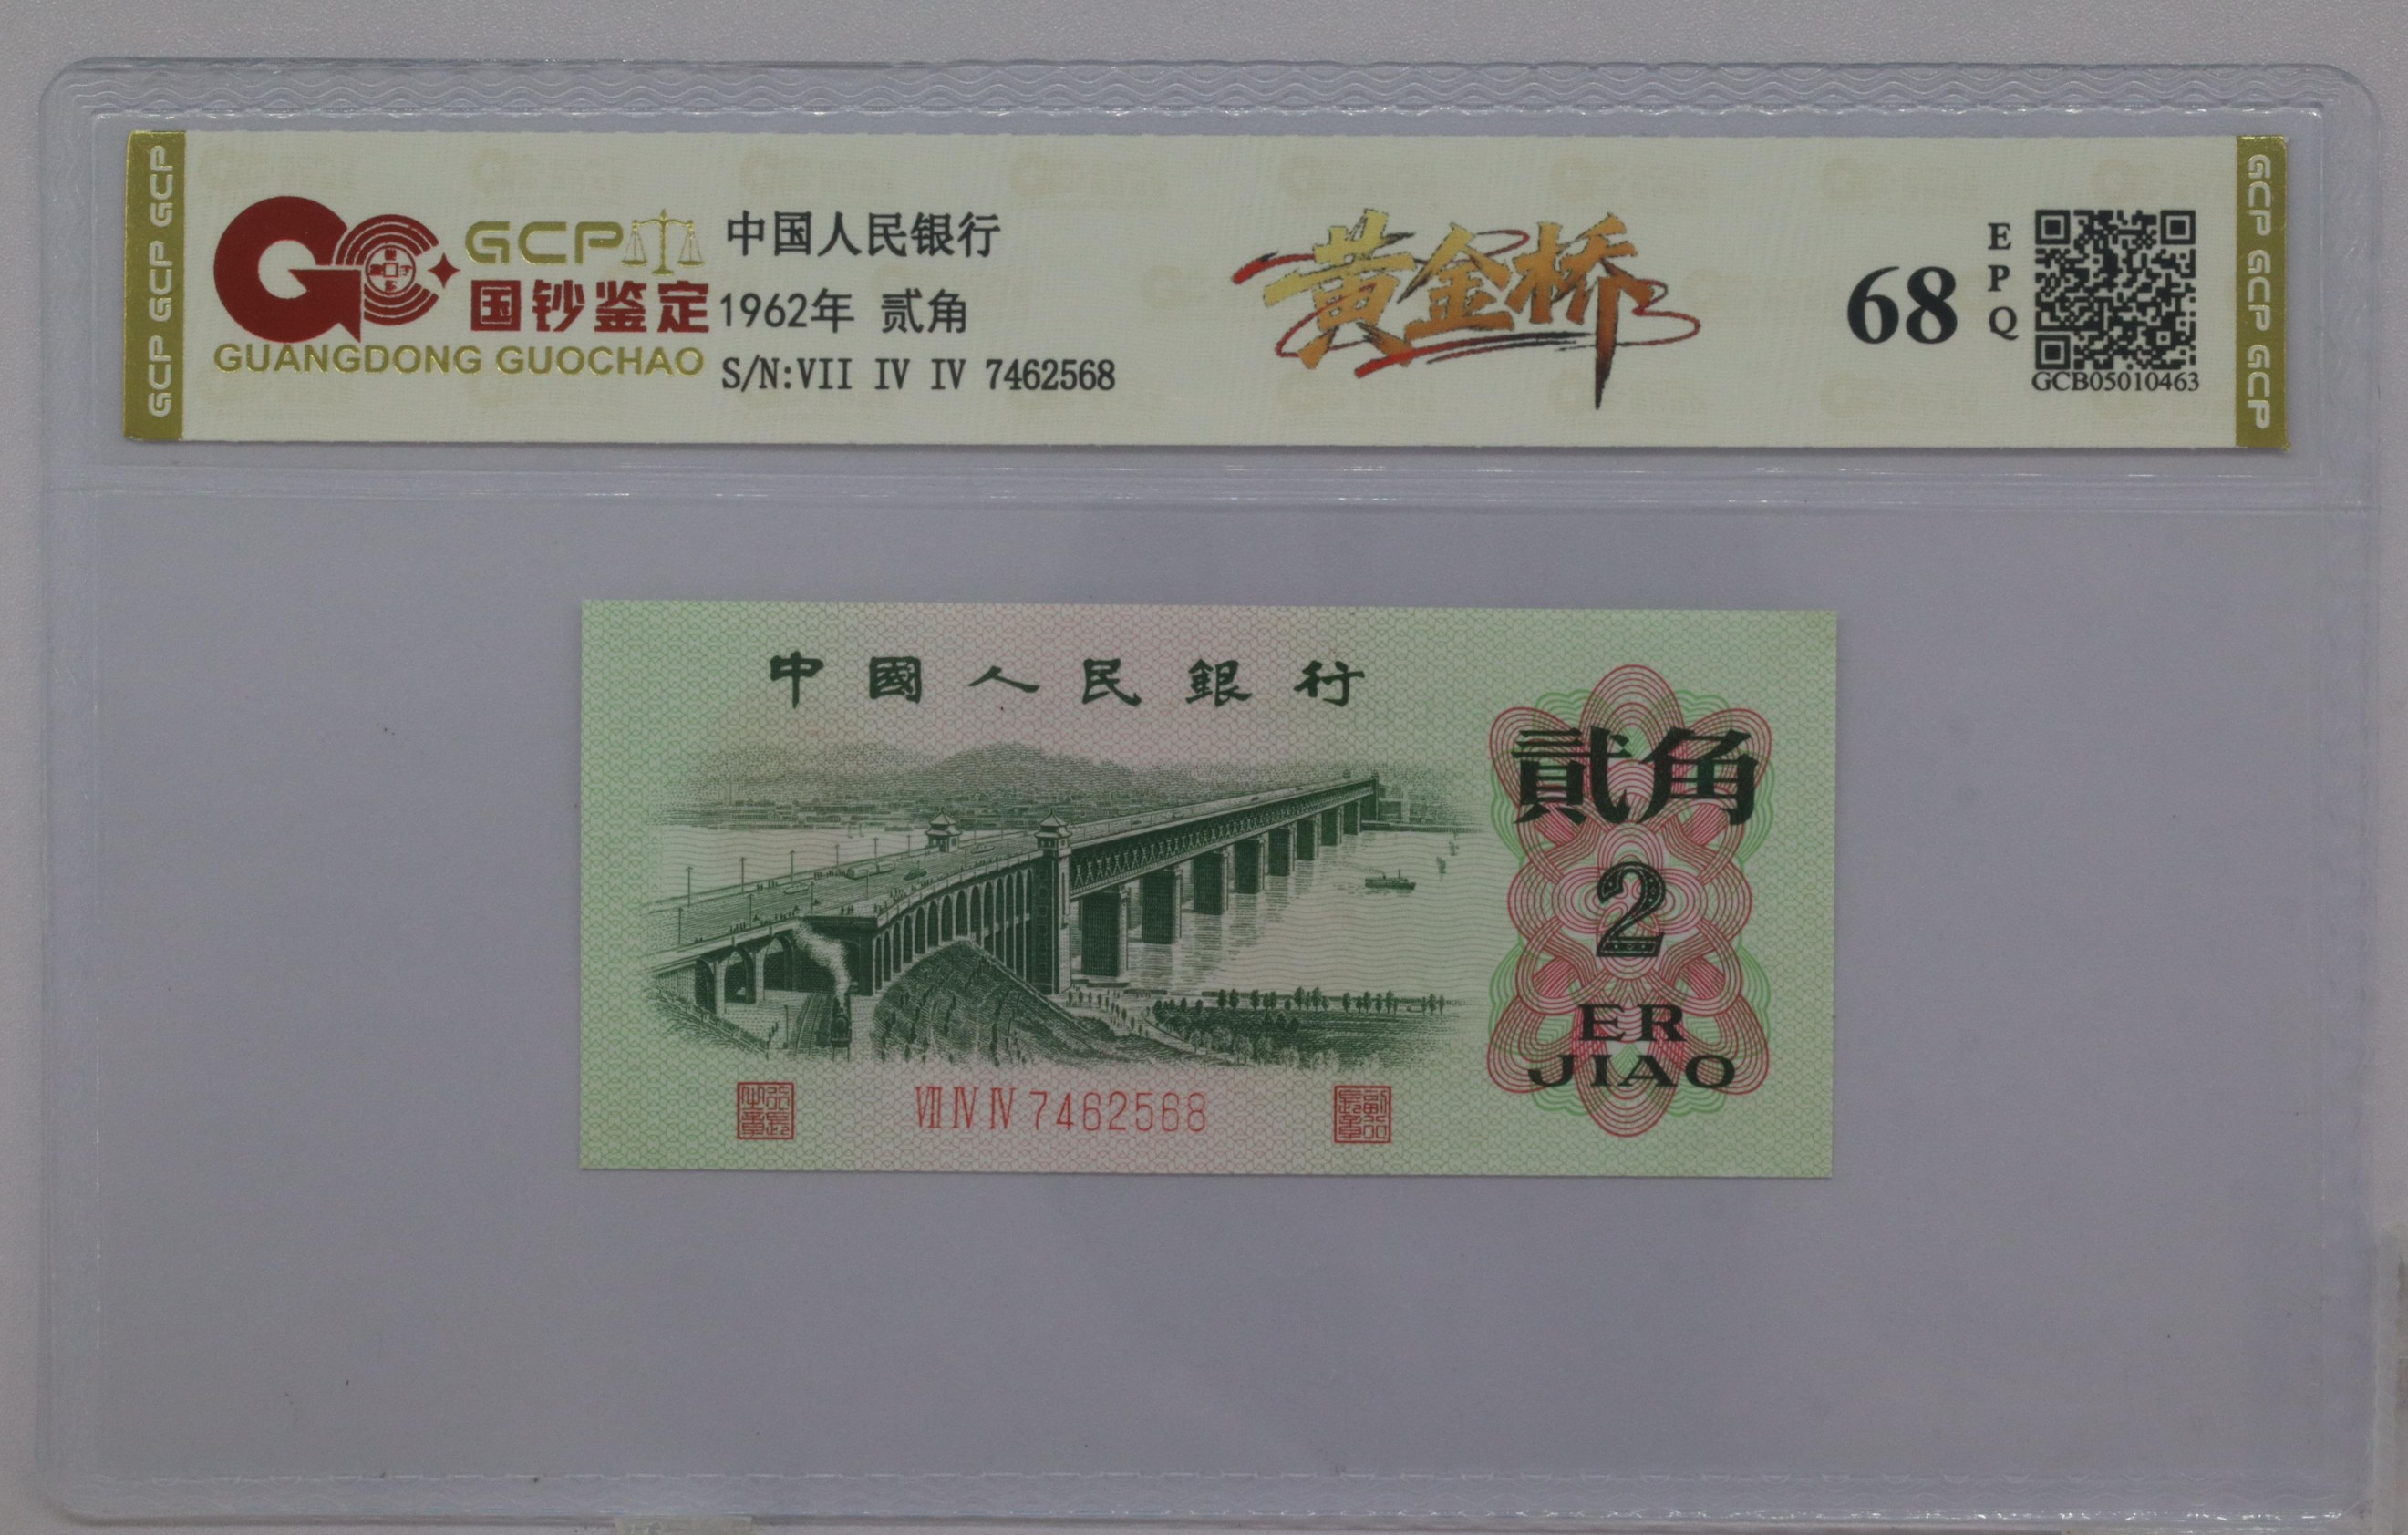 GCP GCP GCP
GCP
国钞鉴定
GUANGDONG GUOCHAO
中国人民银行
1962年 贰角
S/N:VII IV IV 7462568
黄金桥
68
EPQ
GCB05010463
GCP GCP GCP
中國人民銀行
貳角
2
ER
JIAO
VII IV IV 7462568